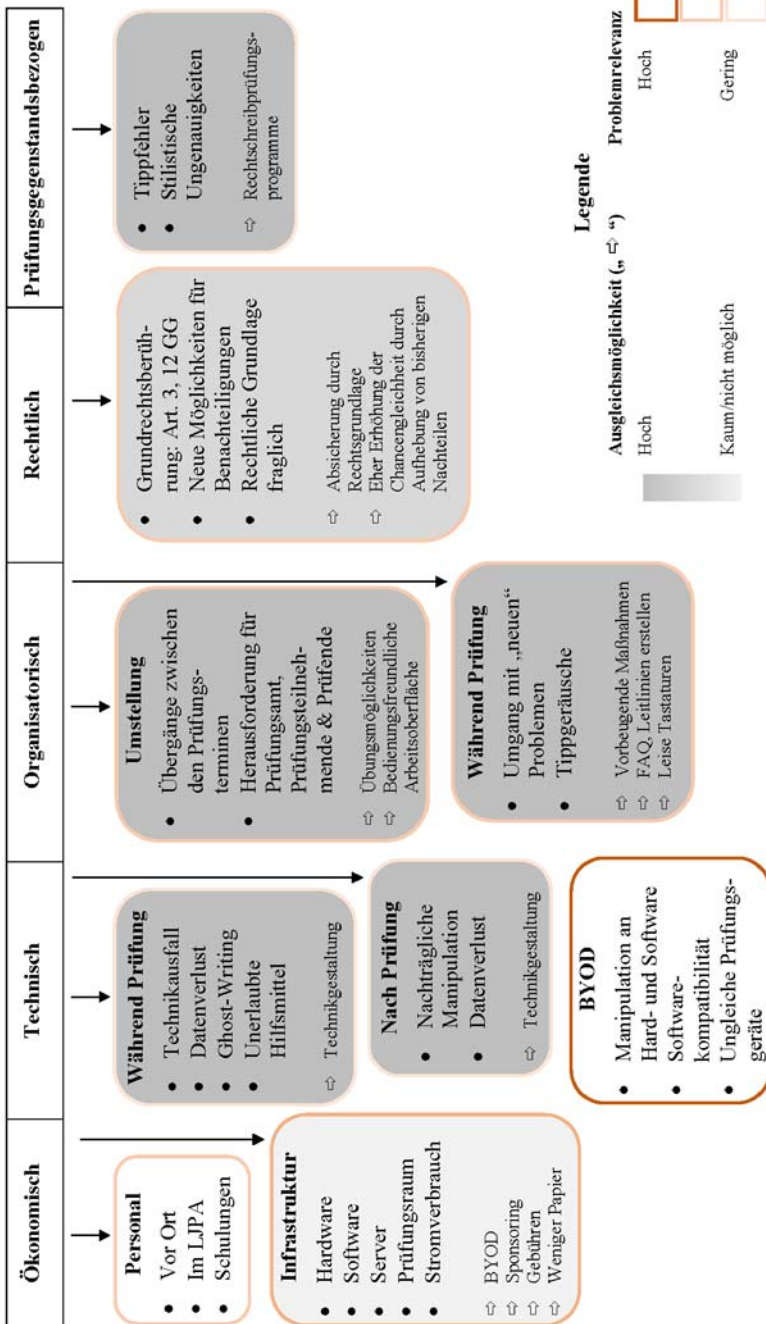 Ökonomisch
Technisch
Organisatorisch
Rechtlich
Prüfungsgegenstandsbezogen
Personal
• Vor Ort
• Im LJPA
• Schulungen
Infrastruktur
• Hardware
• Software
• Server
• Prüfungsraum
• Stromverbrauch
⇨ BYOD
⇨ Sponsoring
⇨ Gebühren
⇨ Weniger Papier
Während Prüfung
• Technikausfall
• Datenverlust
• Ghost-Writing
• Unerlaubte
Hilfsmittel
⇨ Technikgestaltung
Nach Prüfung
• Nachträgliche
Manipulation
• Datenverlust
⇨ Technikgestaltung
BYOD
• Manipulation an
Hard- und Software
• Software-
kompatibilität
• Ungleiche Prüfungs-
geräte
Umstellung
• Übergänge zwischen
den Prüfungs-
terminen
• Herausforderung für
Prüfungsamt,
Prüfungsteilneh-
mende & Prüfende
⇨ Übungsmöglichkeiten
⇨ Bedienungsfreundliche
Arbeitsoberfläche
Während Prüfung
• Umgang mit „neuen“
Problemen
• Tippgeräusche
⇨ Vorbeugende Maßnahmen
⇨ FAQ, Leitlinien erstellen
⇨ Leise Tastaturen
• Grundrechtsberüh-
rung: Art. 3, 12 GG
• Neue Möglichkeiten für
Benachteiligungen
• Rechtliche Grundlage
fraglich
⇨ Absicherung durch
Rechtsgrundlage
⇨ Eher Erhöhung der
Chancengleichheit durch
Aufhebung von bisherigen
Nachteilen
• Tippfehler
• Stilistische
Ungenauigkeiten
⇨ Rechtschreibprüfungs-
programme
Legende
Ausgleichsmöglichkeit („ ⇨ “)
Hoch
Kaum/nicht möglich
Problemrelevanz
Hoch
Gering